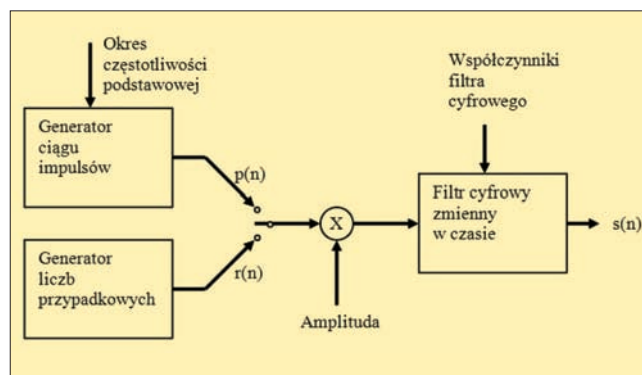 Okres
częstotliwości
podstawowej
Współczynniki
filtra
cyfrowego
Generator
ciągu
impulsów
p(n)
Filtr cyfrowy
zmienny
w czasie
X
s(n)
Generator
liczb
przypadkowych
r(n)
Amplituda